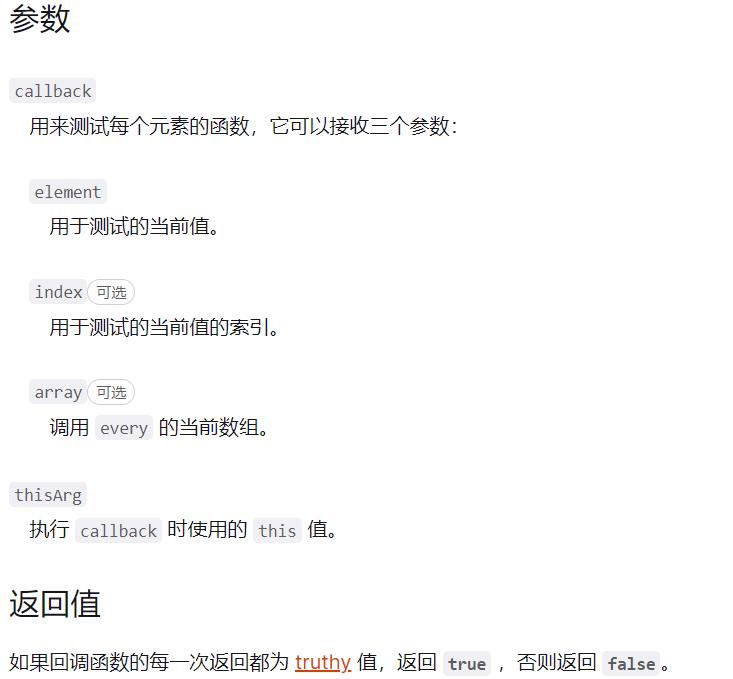 参数
callback
用来测试每个元素的函数，它可以接收三个参数：
element
用于测试的当前值。
index 可选
用于测试的当前值的索引。
array 可选
调用 every 的当前数组。
thisArg
执行 callback 时使用的 this 值。
返回值
如果回调函数的每一次返回都为 truthy 值，返回 true ，否则返回 false。